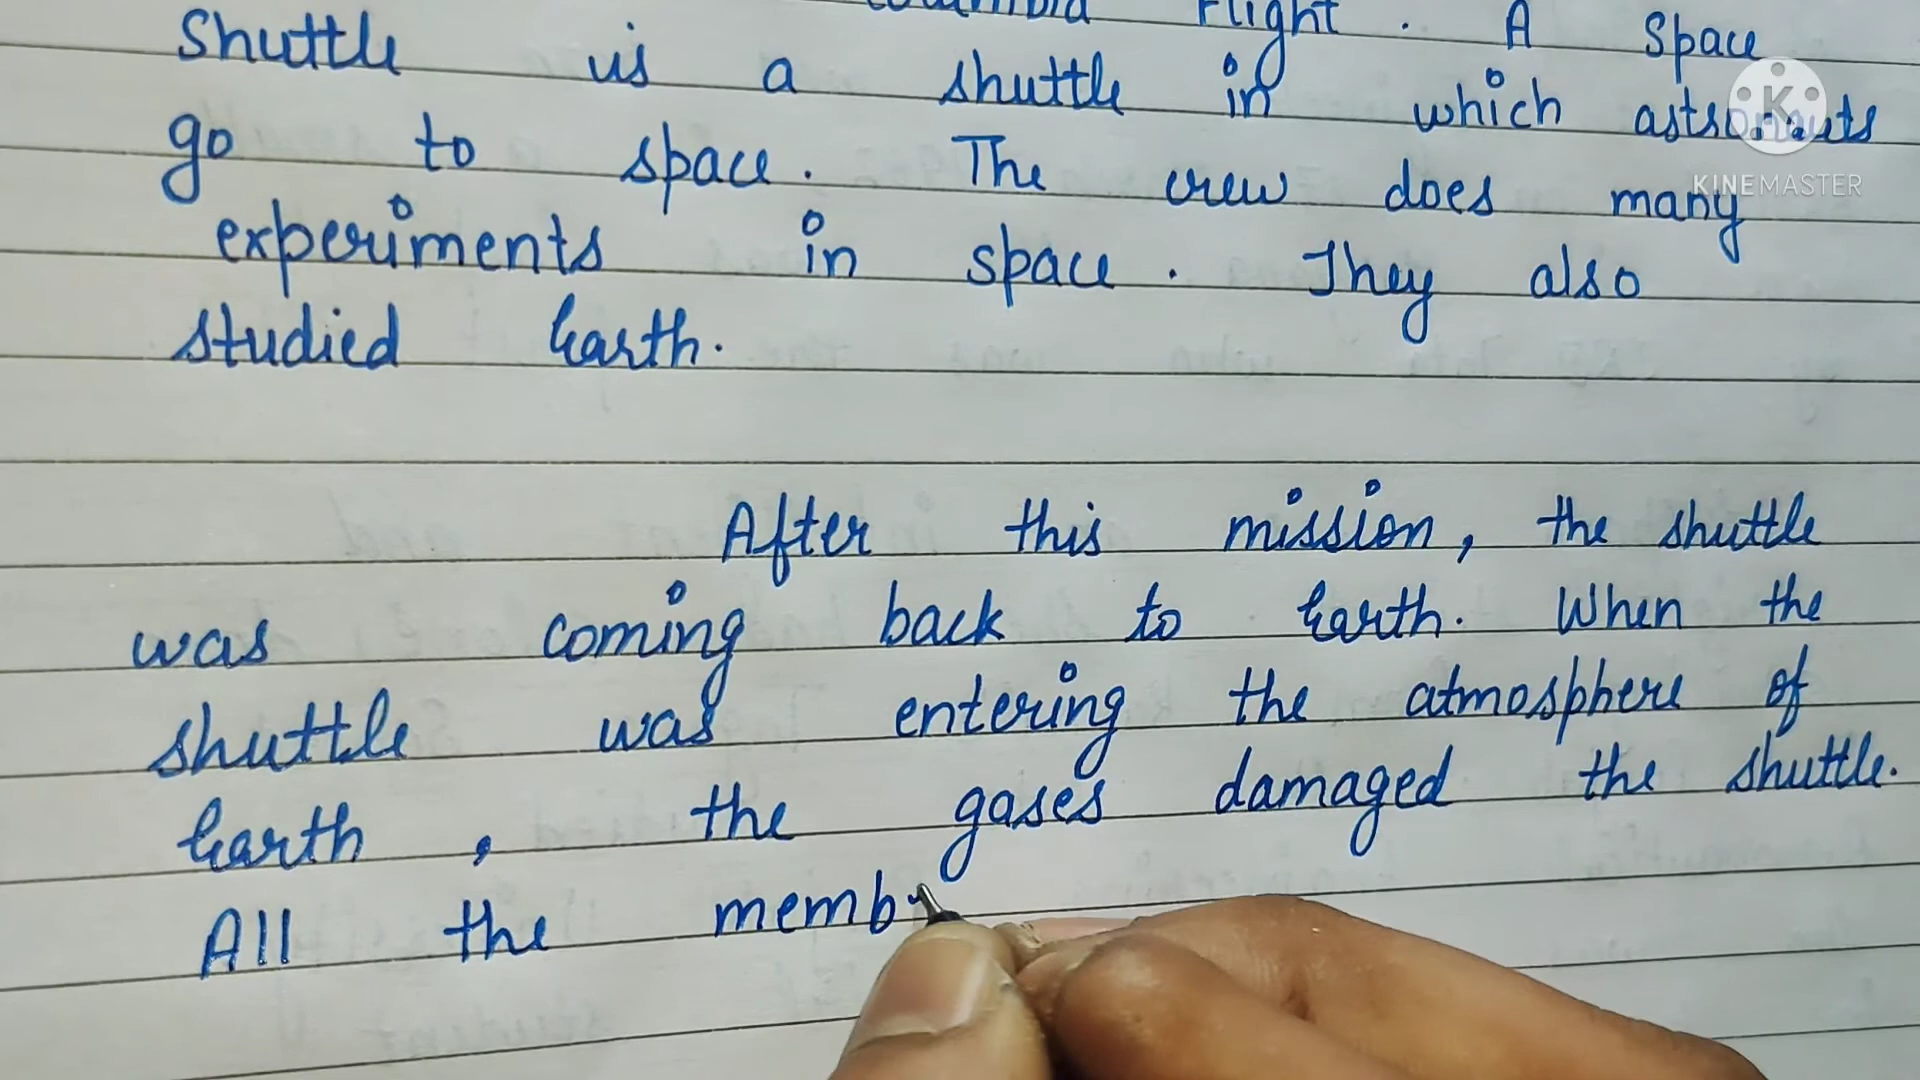 Flight. A Space
Shuttle is a shuttle in which astronauts
go to space. The crew does many
experiments in space. They also
studied Earth.
After this mission, the shuttle
was coming back to Earth. When the
shuttle was entering the atmosphere of
Earth, the gases damaged the shuttle.
All the memb
K
KINEMASTER